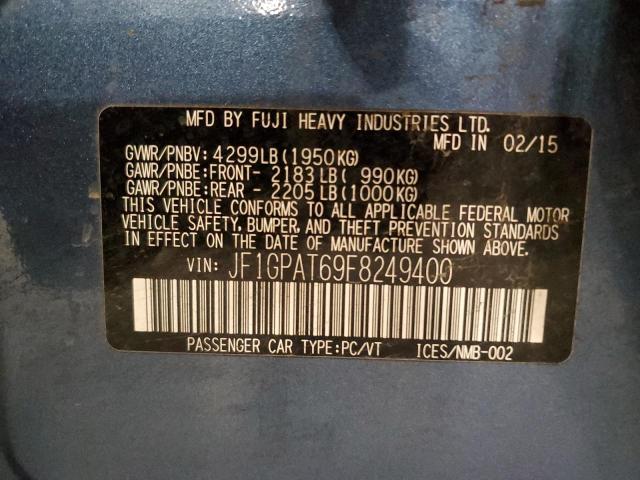 MFD BY FUJI HEAVY INDUSTRIES LTD.
MFD IN 02/15
GVWR/PNBV: 4299LB(1950KG)
GAWR/PNBE:FRONT- 2183LB( 990KG)
GAWR/PNBE:REAR - 2205LB(1000KG)
THIS VEHICLE CONFORMS TO ALL APPLICABLE FEDERAL MOTOR
VEHICLE SAFETY, BUMPER, AND THEFT PREVENTION STANDARDS
IN EFFECT ON THE DATE OF MANUFACTURE SHOWN ABOVE.
VIN: JF1GPAT69F8249400
PASSENGER CAR TYPE:PC/VT ICES/NMB-002